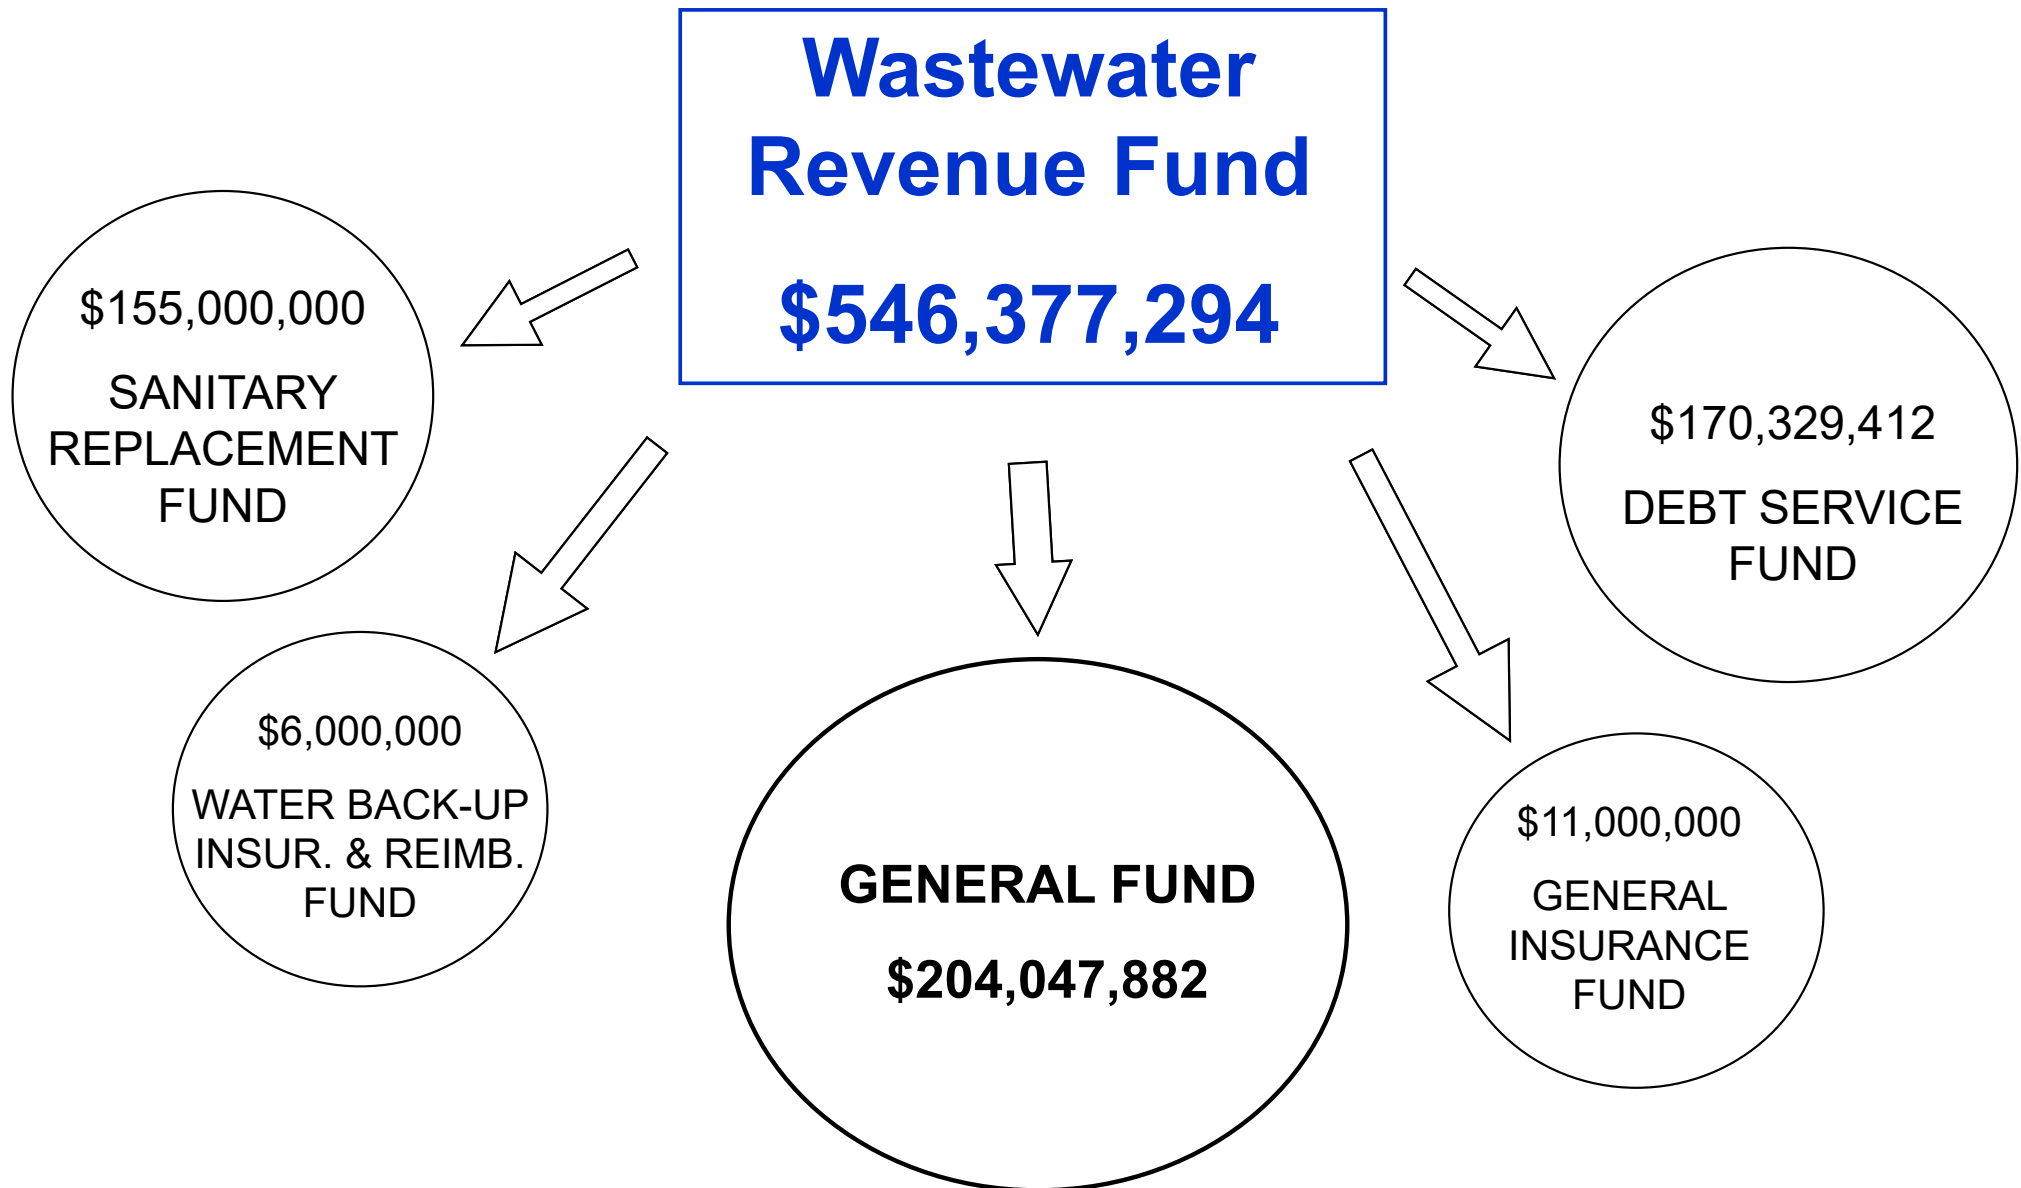 Wastewater
Revenue Fund
$546,377,294
$155,000,000
SANITARY
REPLACEMENT
FUND
$170,329,412
DEBT SERVICE
FUND
$6,000,000
WATER BACK-UP
INSUR. & REIMB.
FUND
GENERAL FUND
$204,047,882
$11,000,000
GENERAL
INSURANCE
FUND